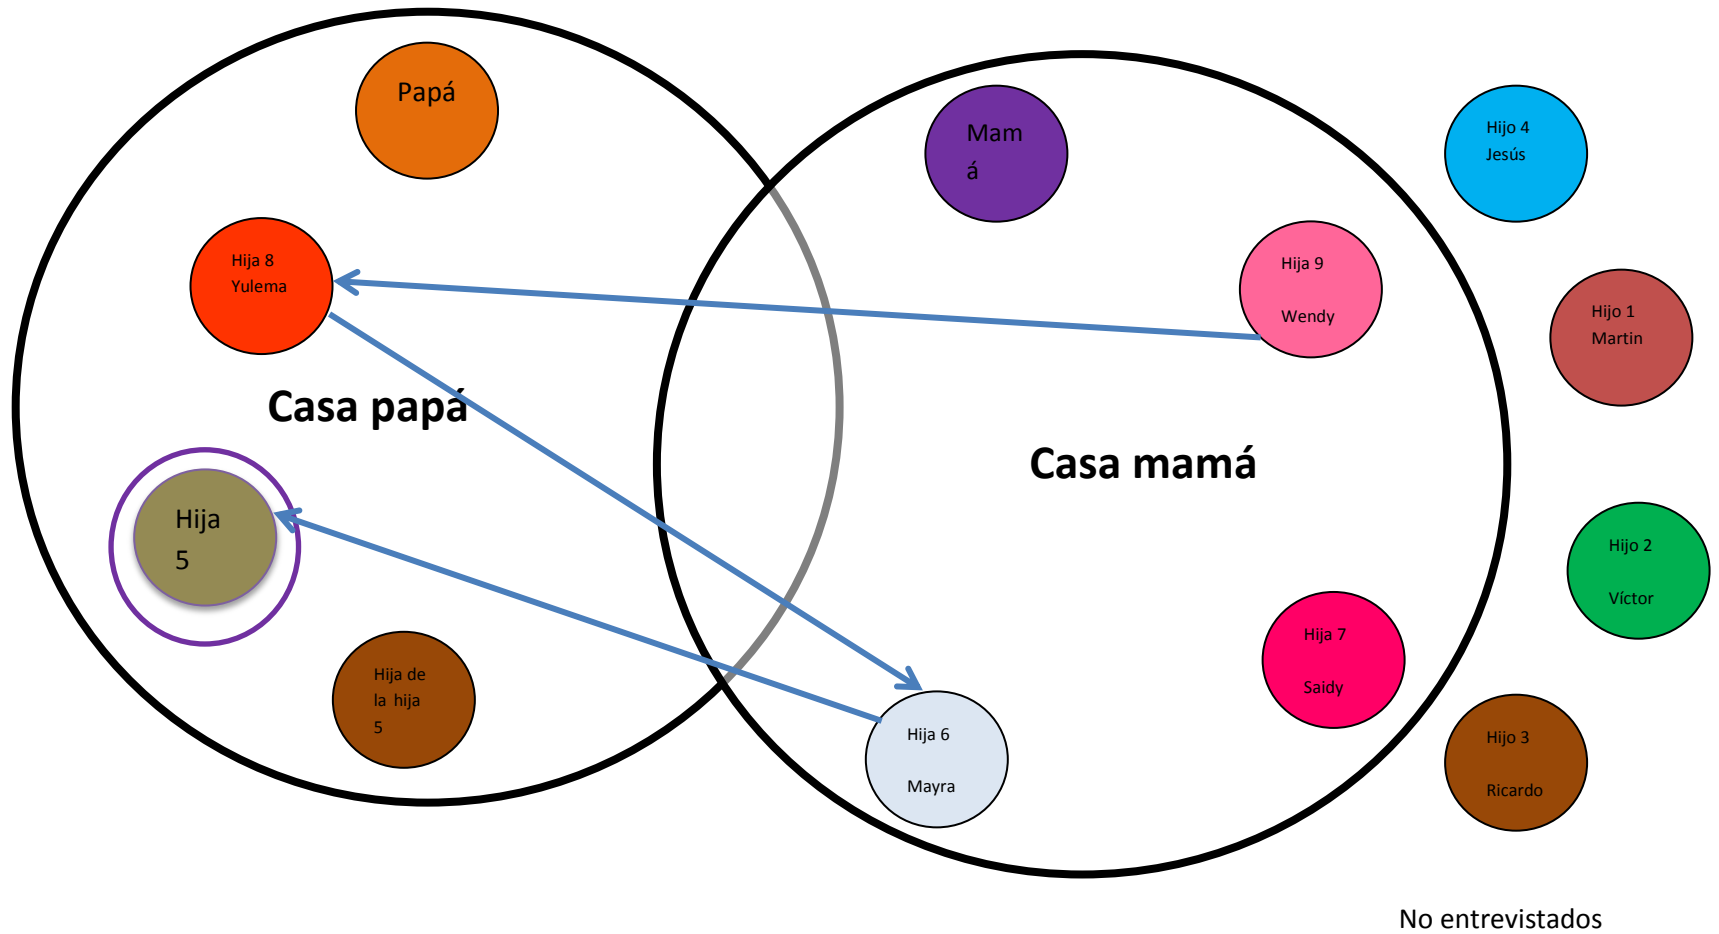 Papá
Mam
á
Hijo 4
Jesús
Hija 8
Yulema
Hija 9
Wendy
Hijo 1
Martin
Casa papá
Casa mamá
Hija
5
Hijo 2
Víctor
Hija de
la hija
5
Hija 7
Saidy
Hija 6
Mayra
Hijo 3
Ricardo
No entrevistados